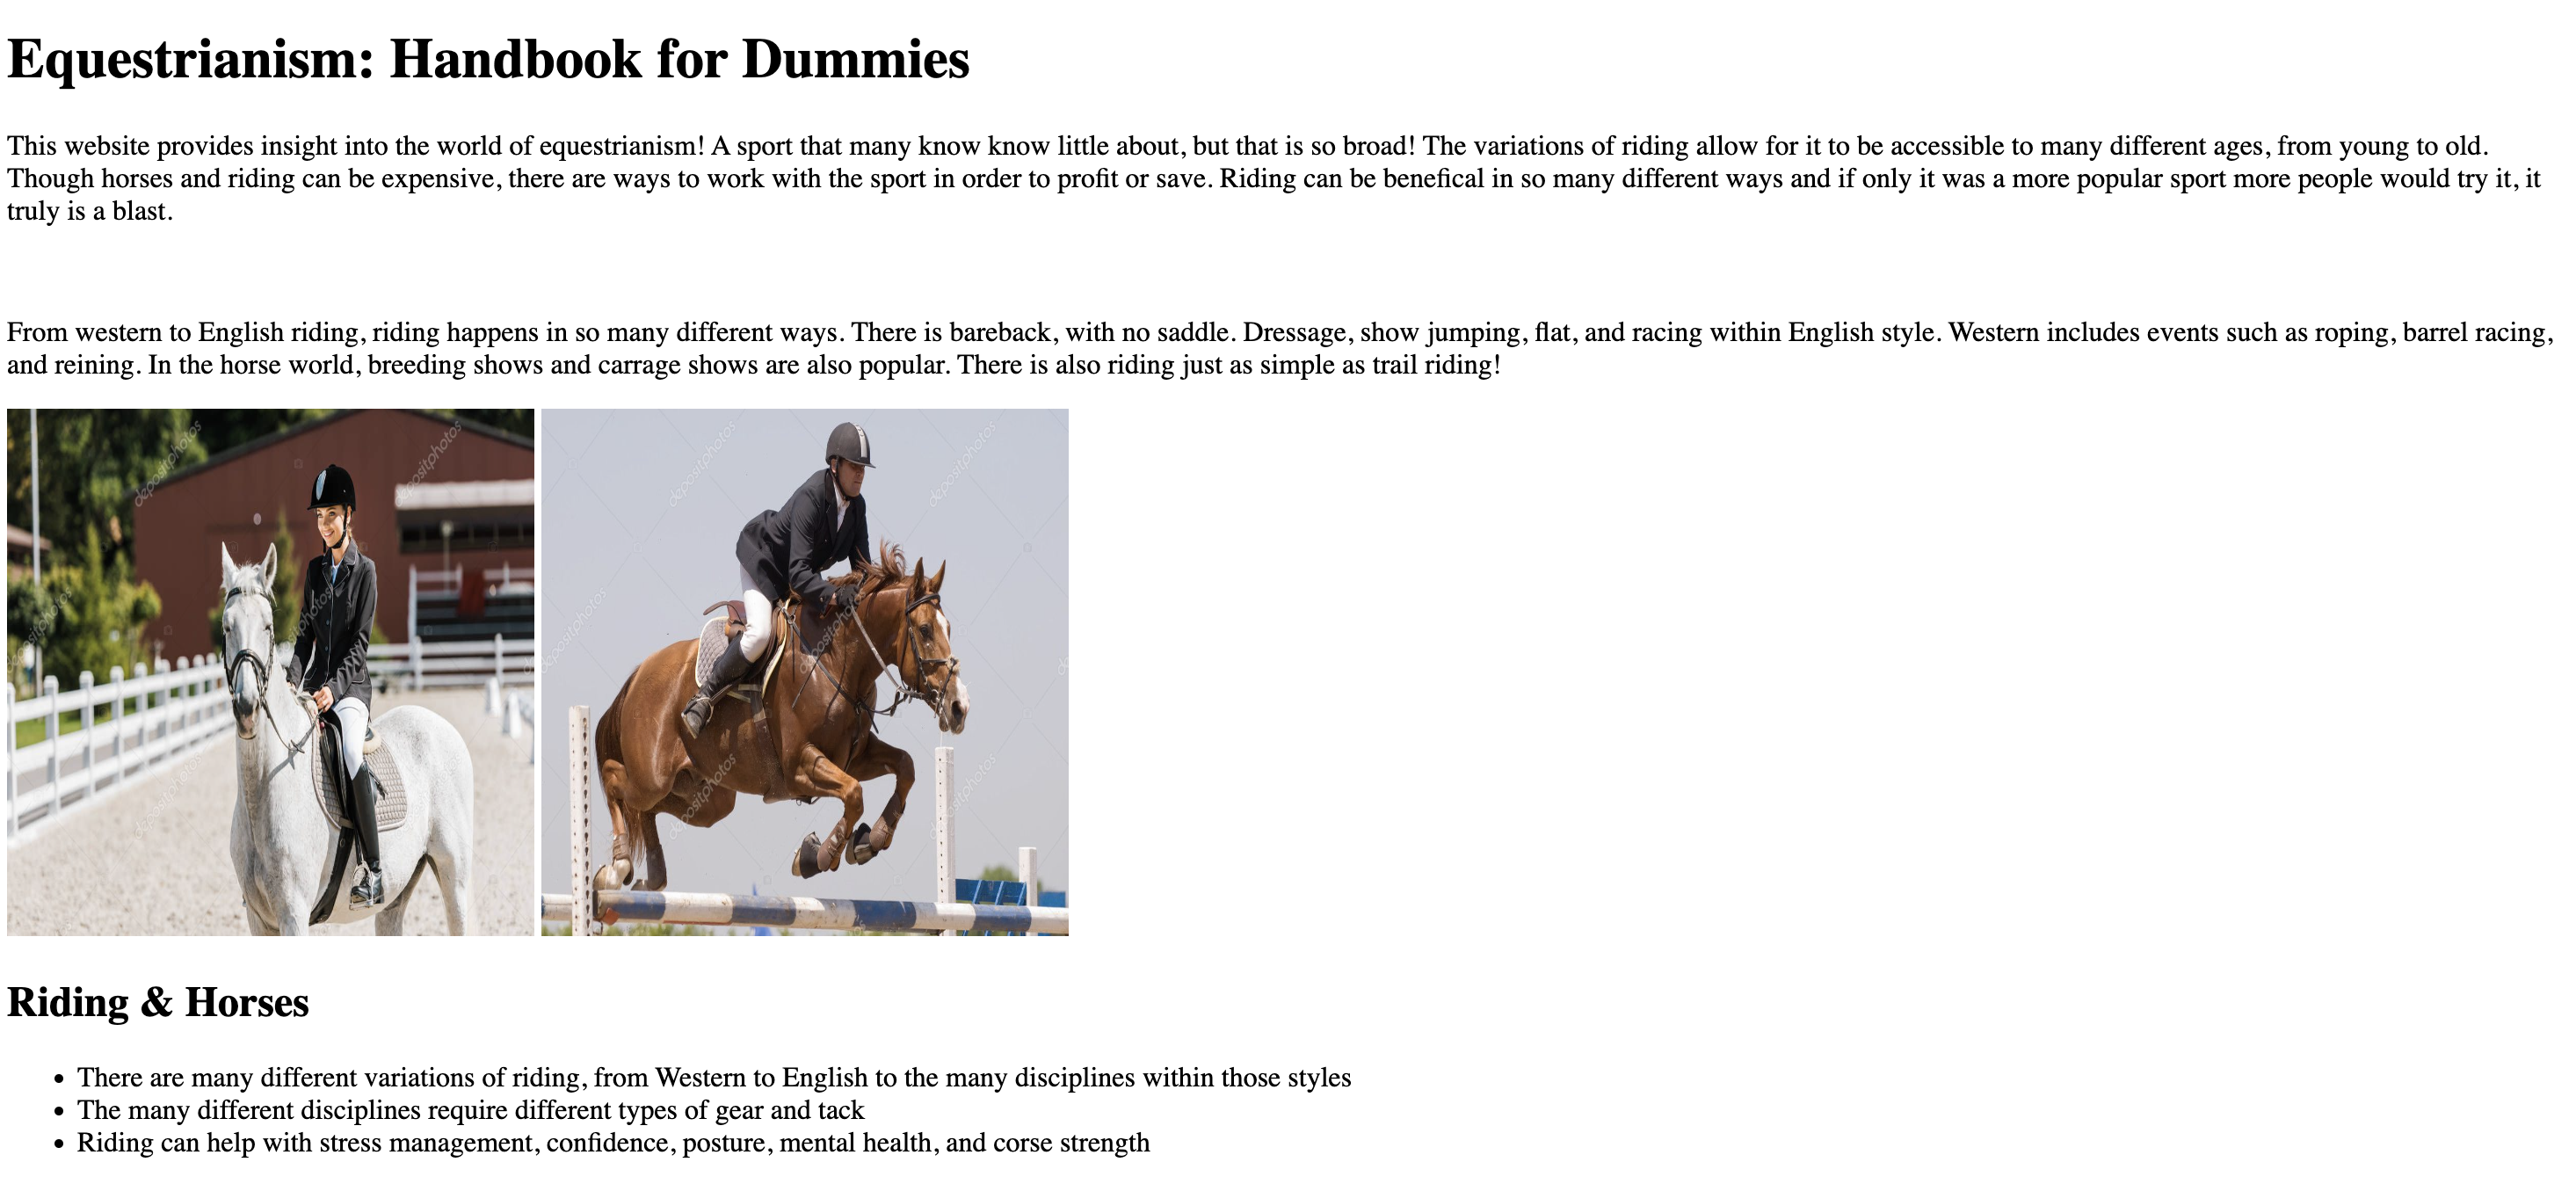 Equestrianism: Handbook for Dummies
This website provides insight into the world of equestrianism! A sport that many know know little about, but that is so broad! The variations of riding allow for it to be accessible to many different ages, from young to old.
Though horses and riding can be expensive, there are ways to work with the sport in order to profit or save. Riding can be benefical in so many different ways and if only it was a more popular sport more people would try it, it
truly is a blast.
From western to English riding, riding happens in so many different ways. There is bareback, with no saddle. Dressage, show jumping, flat, and racing within English style. Western includes events such as roping, barrel racing,
and reining. In the horse world, breeding shows and carrage shows are also popular. There is also riding just as simple as trail riding!
depositphotos
depositphotos
depositphotos
depositphotos
depositphotos
depositphotos
depositphotos
depositphotos
depositphotos
depositphotos
depositphotos
Riding & Horses
• There are many different variations of riding, from Western to English to the many disciplines within those styles
• The many different disciplines require different types of gear and tack
• Riding can help with stress management, confidence, posture, mental health, and corse strength